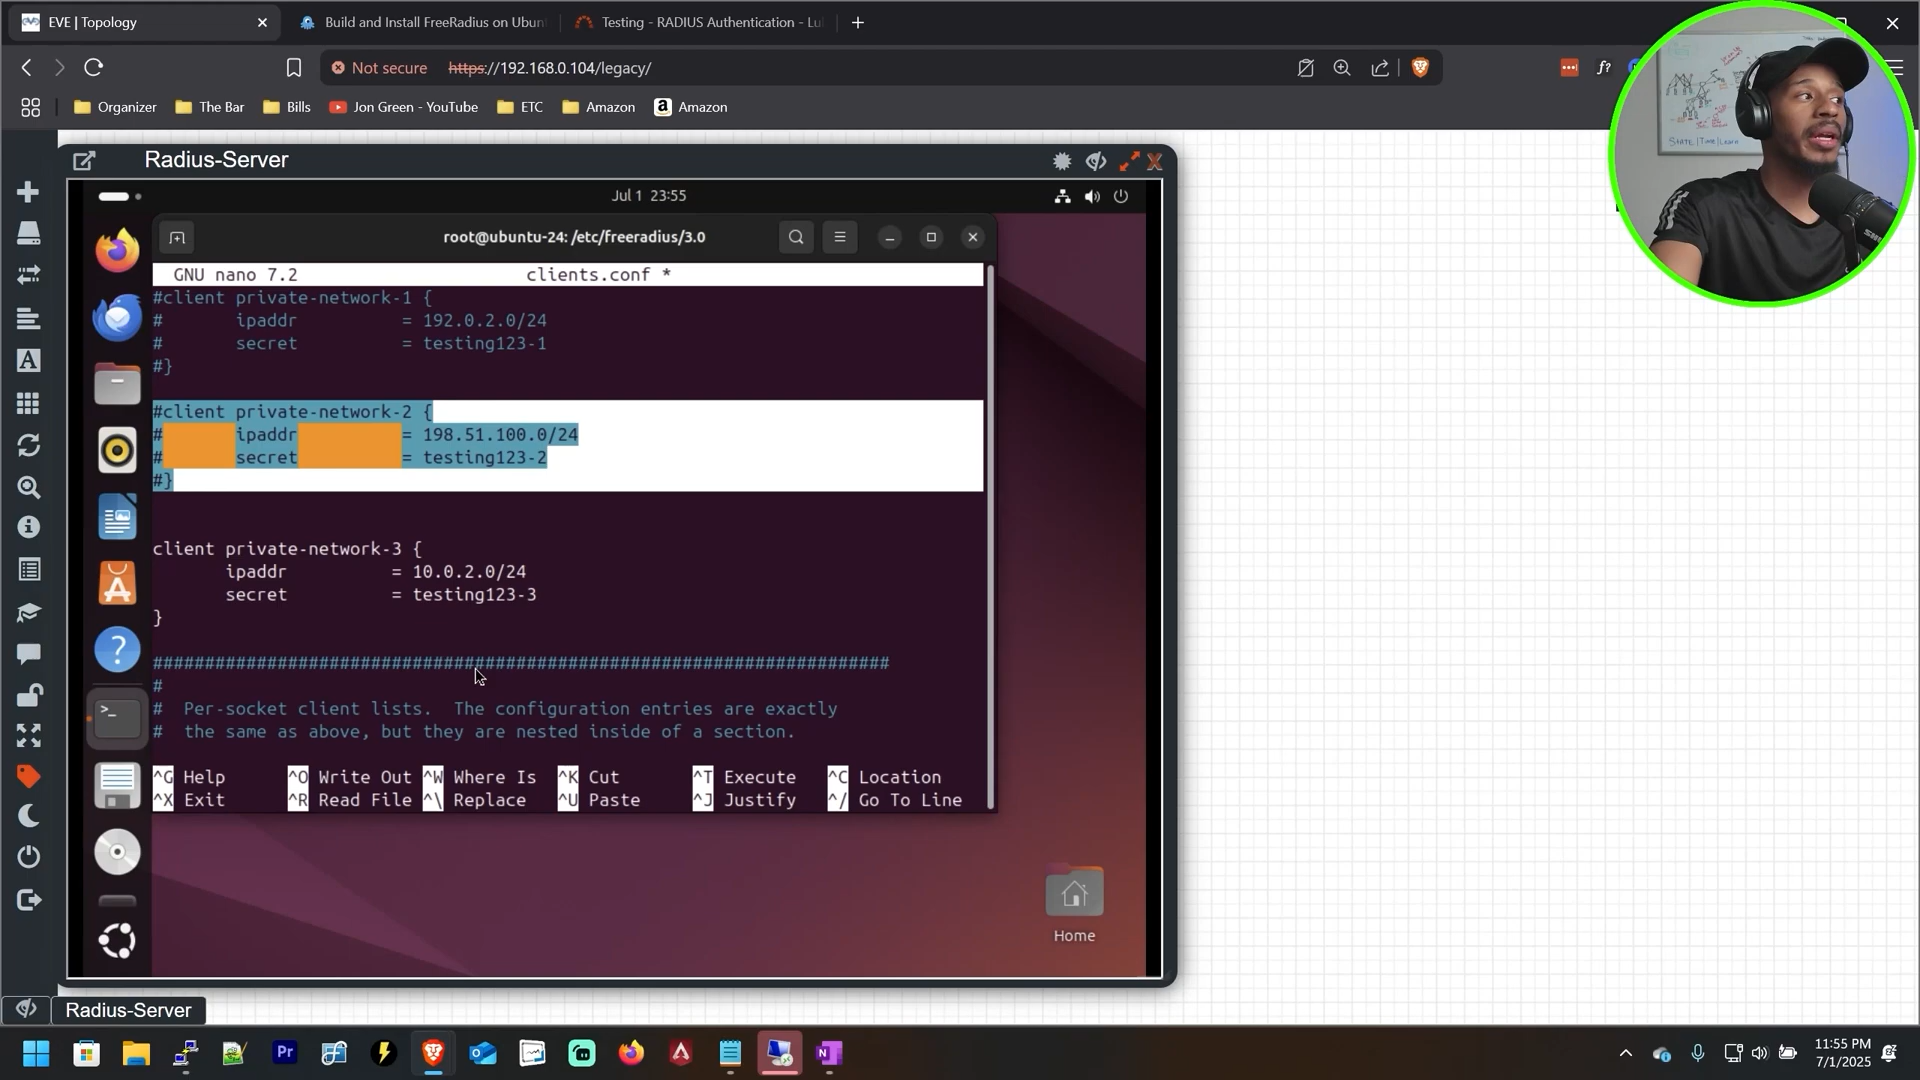 EVE | Topology
Build and Install FreeRadius on Ubun
Testing - RADIUS Authentication - Lu
Not secure https://192.168.0.104/legacy/
Organizer
The Bar
Bills
Jon Green - YouTube
ETC
Amazon
Amazon
STATE | TIME | LEARN
Radius-Server
Jul 1 23:55
root@ubuntu-24: /etc/freeradius/3.0
GNU nano 7.2 clients.conf *
#client private-network-1 {
# ipaddr = 192.0.2.0/24
# secret = testing123-1
#}
#client private-network-2 {
# ipaddr = 198.51.100.0/24
# secret = testing123-2
#}
client private-network-3 {
ipaddr = 10.0.2.0/24
secret = testing123-3
}
#######################################################################
#
# Per-socket client lists. The configuration entries are exactly
# the same as above, but they are nested inside of a section.
^G Help ^O Write Out ^W Where Is ^K Cut ^T Execute ^C Location
^X Exit ^R Read File ^\ Replace ^U Paste ^J Justify ^/ Go To Line
Home
Radius-Server
11:55 PM
7/1/2025